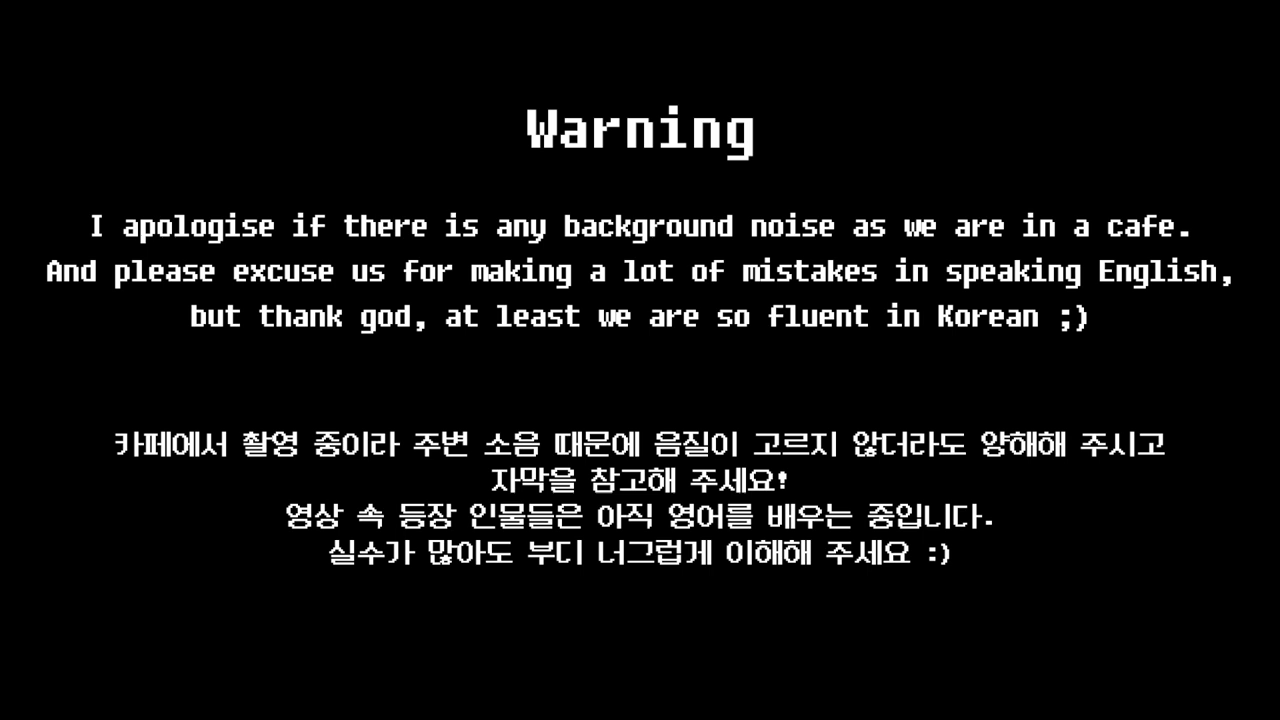 Warning
I apologise if there is any background noise as we are in a cafe.
And please excuse us for making a lot of mistakes in speaking English,
but thank god, at least we are so fluent in Korean ;)
카페에서 촬영 중이라 주변 소음 때문에 음질이 고르지 않더라도 양해해 주시고
자막을 참고해 주세요!
영상 속 등장 인물들은 아직 영어를 배우는 중입니다.
실수가 많아도 부디 너그럽게 이해해 주세요 :)